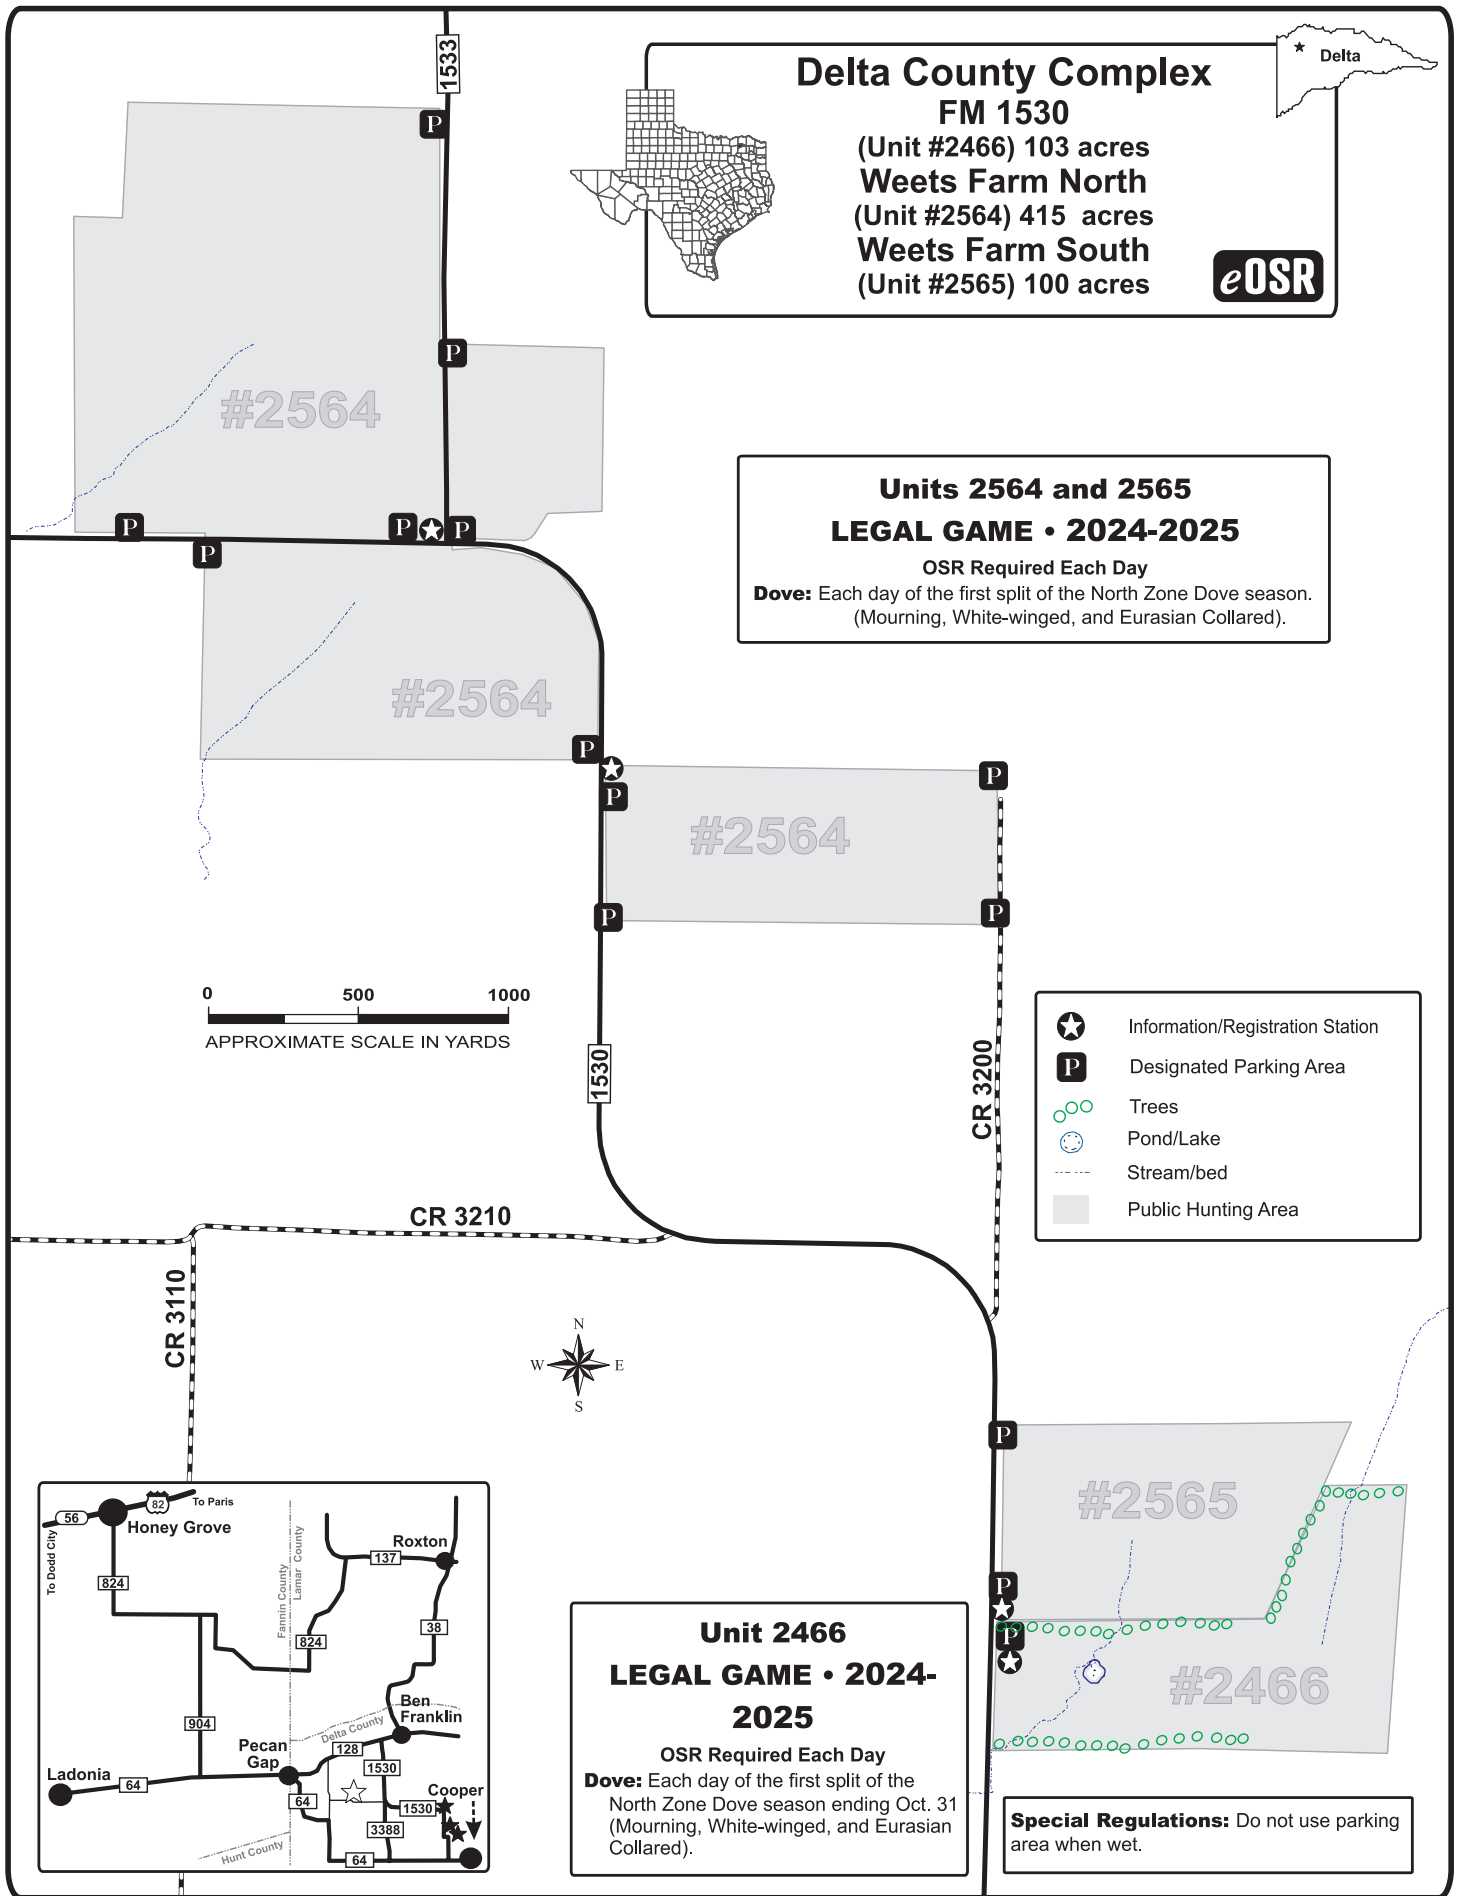 1533
Delta County Complex
FM 1530
(Unit #2466) 103 acres
Weets Farm North
(Unit #2564) 415 acres
Weets Farm South
(Unit #2565) 100 acres
Delta
eOSR
P
P
#2564
P
P
P
P
Units 2564 and 2565
LEGAL GAME • 2024-2025
OSR Required Each Day
Dove: Each day of the first split of the North Zone Dove season.
(Mourning, White-winged, and Eurasian Collared).
#2564
P
P
P
#2564
P
P
0 500 1000
APPROXIMATE SCALE IN YARDS
1530
CR 3200
Information/Registration Station
P Designated Parking Area
Trees
Pond/Lake
Stream/bed
Public Hunting Area
CR 3210
CR 3110
N
W E
S
P
#2565
P
P
#2466
56
82
To Paris
Honey Grove
To Dodd City
824
Fannin County
Lamar County
137
Roxton
824
38
904
Ben
Franklin
Delta County
Pecan
Gap
128
1530
Ladonia
64
64
Cooper
1530
3388
Hunt County
64
Unit 2466
LEGAL GAME • 2024-
2025
OSR Required Each Day
Dove: Each day of the first split of the
North Zone Dove season ending Oct. 31
(Mourning, White-winged, and Eurasian
Collared).
Special Regulations: Do not use parking
area when wet.